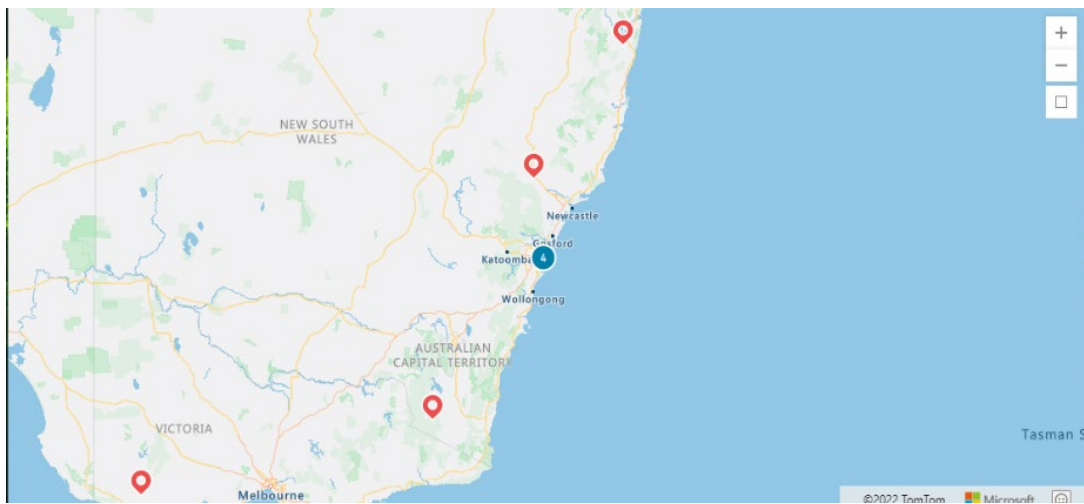 +
NEW SOUTH
WALES
−
Newcastle
Gosford
Katoomba
4
Wollongong
AUSTRALIAN
CAPITAL TERRITORY
VICTORIA
Tasman S
Melbourne
©2022 TomTom Microsoft